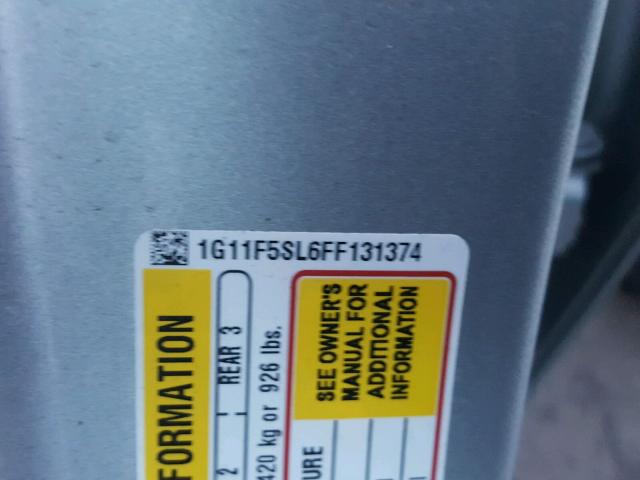 1G11F5SL6FF131374
FORMATION
2 REAR 3
420 kg or 926 lbs.
SEE OWNER'S
MANUAL FOR
ADDITIONAL
INFORMATION
URE